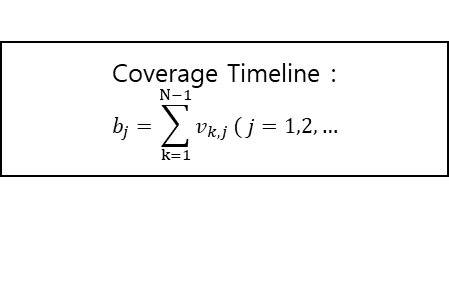 Coverage Timeline :
N−1
b_j = ∑ v_{k,j} ( j = 1,2, ...
k=1